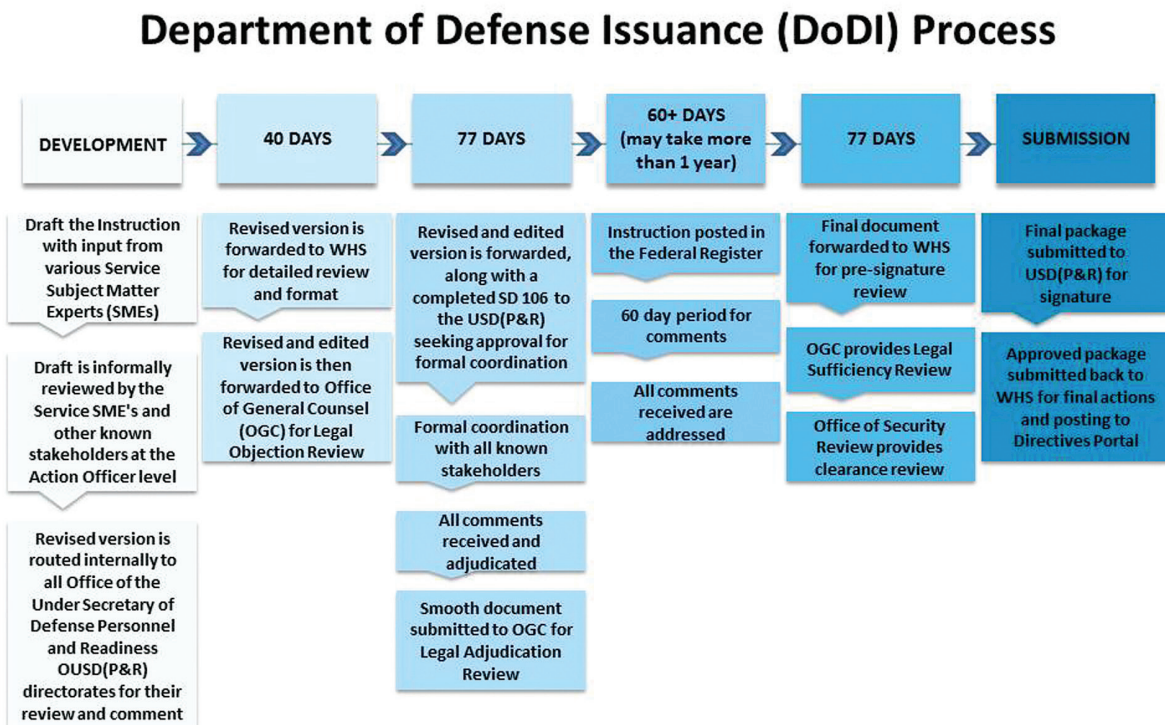 Department of Defense Issuance (DoDI) Process
DEVELOPMENT
40 DAYS
77 DAYS
60+ DAYS
(may take more
than 1 year)
77 DAYS
SUBMISSION
Draft the Instruction
with input from
various Service
Subject Matter
Experts (SMEs)
Draft is informally
reviewed by the
Service SME's and
other known
stakeholders at the
Action Officer level
Revised version is
routed internally to
all Office of the
Under Secretary of
Defense Personnel
and Readiness
OUSD(P&R)
directorates for their
review and comment
Revised version is
forwarded to WHS
for detailed review
and format
Revised and edited
version is then
forwarded to Office
of General Counsel
(OGC) for Legal
Objection Review
Revised and edited
version is forwarded,
along with a
completed SD 106 to
the USD(P&R)
seeking approval for
formal coordination
Formal coordination
with all known
stakeholders
All comments
received and
adjudicated
Smooth document
submitted to OGC for
Legal Adjudication
Review
Instruction posted in
the Federal Register
60 day period for
comments
All comments
received are
addressed
Final document
forwarded to WHS
for pre-signature
review
OGC provides Legal
Sufficiency Review
Office of Security
Review provides
clearance review
Final package
submitted to
USD(P&R) for
signature
Approved package
submitted back to
WHS for final actions
and posting to
Directives Portal